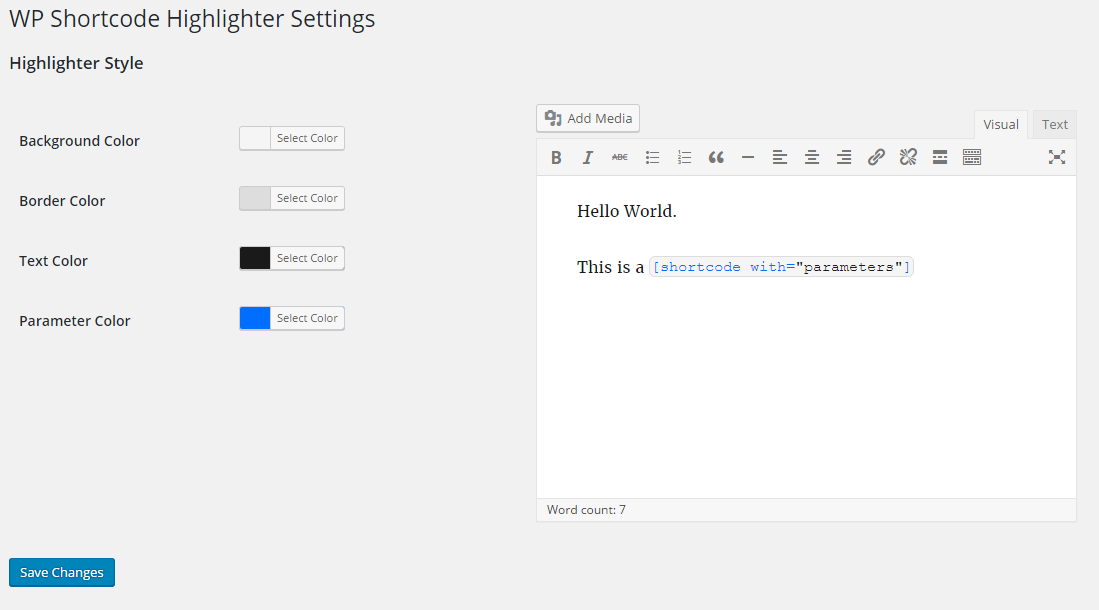 WP Shortcode Highlighter Settings
Highlighter Style
Background Color
Select Color
Border Color
Select Color
Text Color
Select Color
Parameter Color
Select Color
Add Media
Visual
Text
B I ABC
Hello World.
This is a [shortcode with="parameters"]
Word count: 7
Save Changes